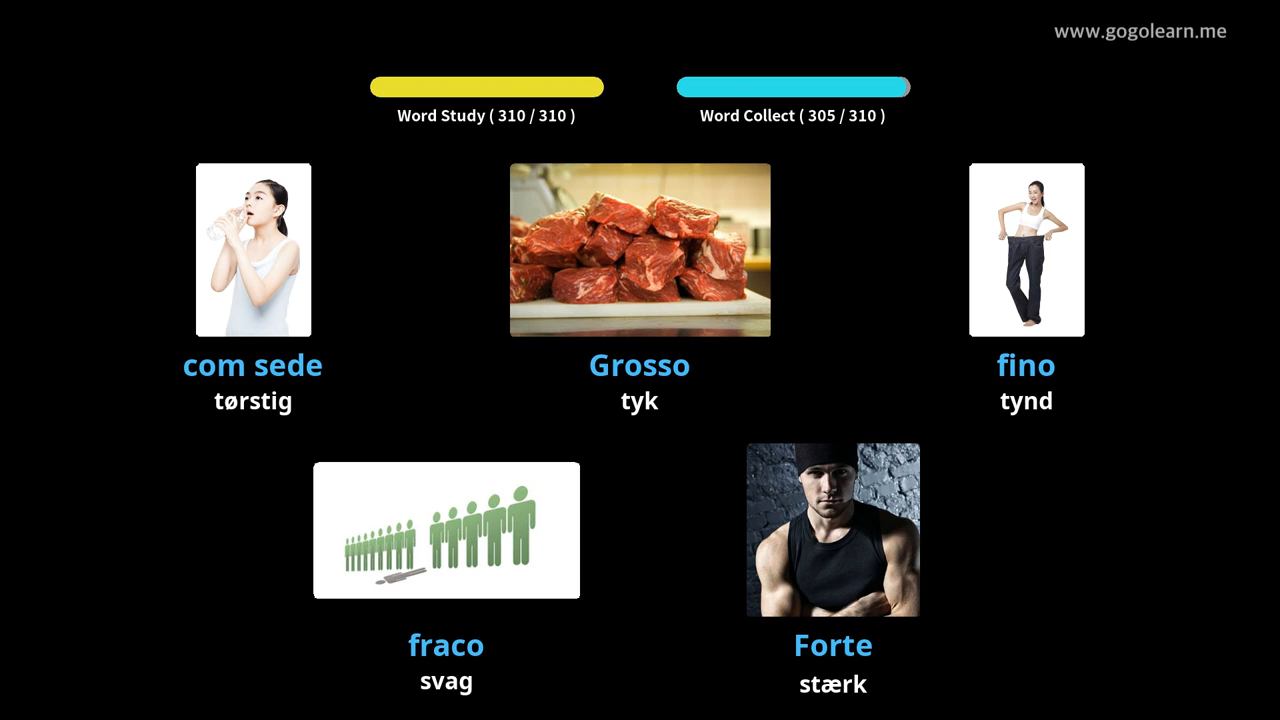 www.gogolearn.me
Word Study ( 310 / 310 )
Word Collect ( 305 / 310 )
com sede
tørstig
Grosso
tyk
fino
tynd
fraco
svag
Forte
stærk